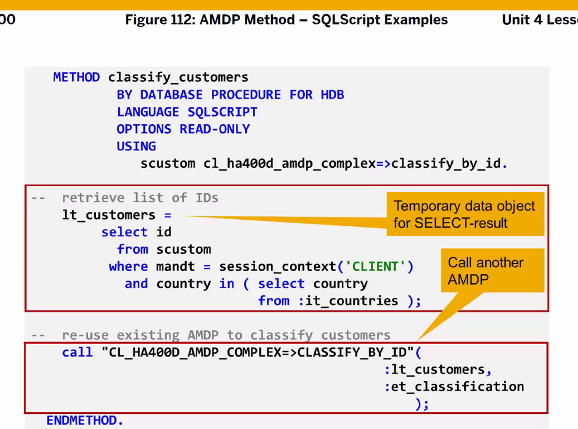 00 Figure 112: AMDP Method – SQLScript Examples Unit 4 Less
METHOD classify_customers
BY DATABASE PROCEDURE FOR HDB
LANGUAGE SQLSCRIPT
OPTIONS READ-ONLY
USING
scustom cl_ha400d_amdp_complex=>classify_by_id.
-- retrieve list of IDs
lt_customers =
select id
from scustom
where mandt = session_context('CLIENT')
and country in ( select country
from :it_countries );
Temporary data object
for SELECT-result
Call another
AMDP
-- re-use existing AMDP to classify customers
call "CL_HA400D_AMDP_COMPLEX=>CLASSIFY_BY_ID"(
:lt_customers,
:et_classification
);
ENDMETHOD.